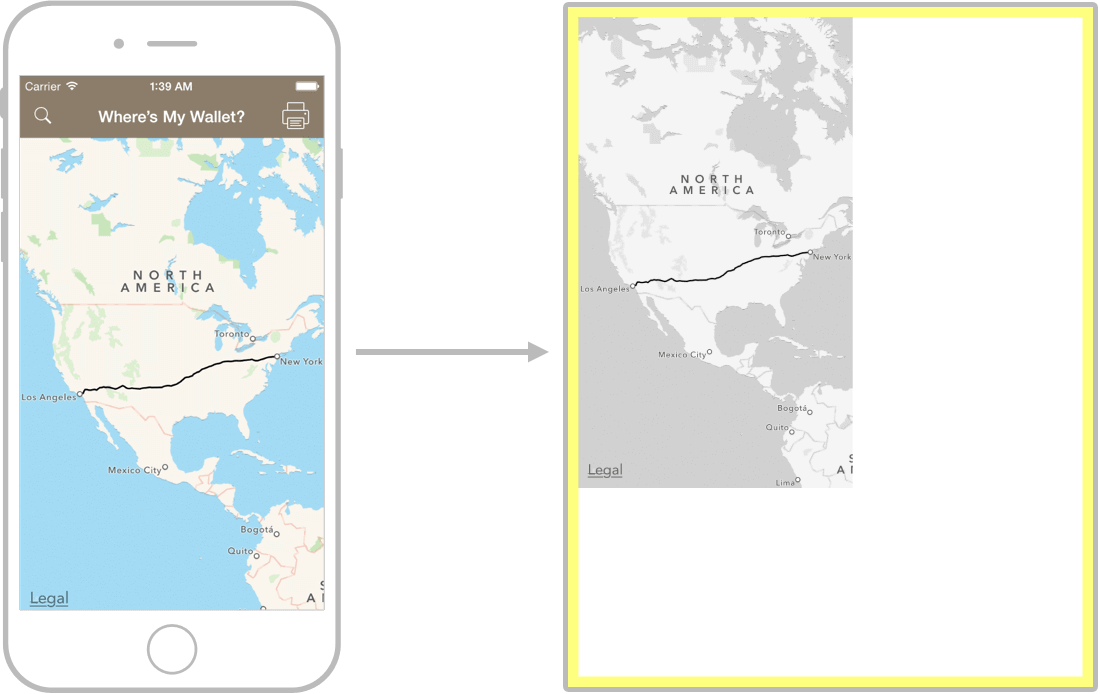 Carrier 1:39 AM
Where's My Wallet?
NORTH
AMERICA
Toronto
New York
Los Angeles
Mexico City
Bogotá
Quito
Legal
NORTH
AMERICA
Toronto
New York
Los Angeles
Mexico City
Bogotá
Quito
Legal
Lima